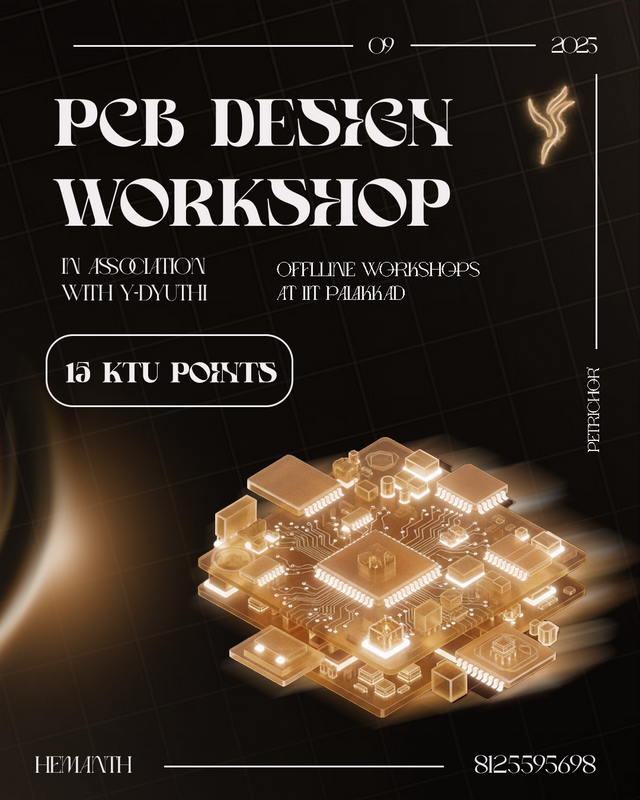 09 2025
PCB DESIGN
WORKSHOP
IN ASSOCIATION
WITH Y-DYUTHI
OFFLLINE WORKSHOPS
AT IIT PALAKKAD
15 KTU POINTS
PETRICHOR
HEMANTH 8125595698